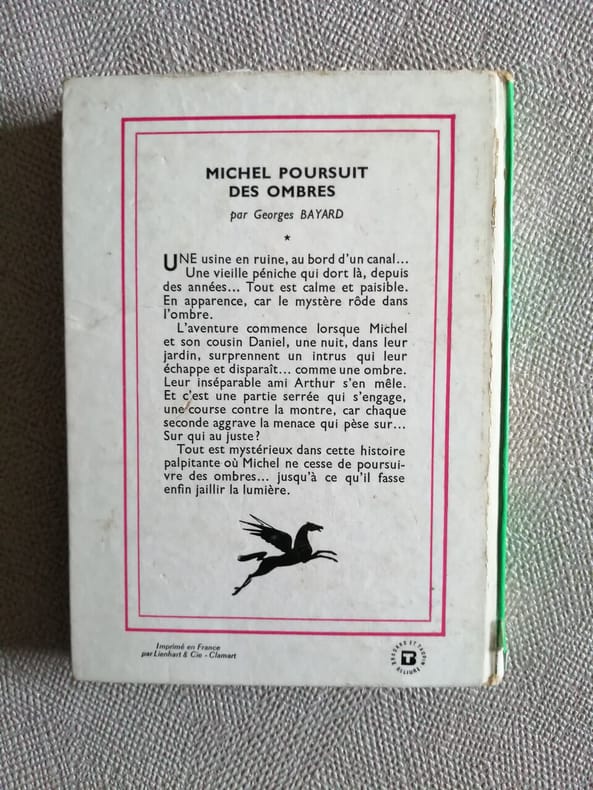 MICHEL POURSUIT
DES OMBRES
par Georges BAYARD
★
UNE usine en ruine, au bord d'un canal...
Une vieille péniche qui dort là, depuis
des années... Tout est calme et paisible.
En apparence, car le mystère rôde dans
l'ombre.
L'aventure commence lorsque Michel
et son cousin Daniel, une nuit, dans leur
jardin, surprennent un intrus qui leur
échappe et disparaît... comme une ombre.
Leur inséparable ami Arthur s'en mêle.
Et c'est une partie serrée qui s'engage,
une course contre la montre, car chaque
seconde aggrave la menace qui pèse sur...
Sur qui au juste?
Tout est mystérieux dans cette histoire
palpitante où Michel ne cesse de poursui-
vre des ombres... jusqu'à ce qu'il fasse
enfin jaillir la lumière.
Imprimé en France
par Lienhart & Cie - Clamart
BRODARD ET TAUPIN
RELIURE